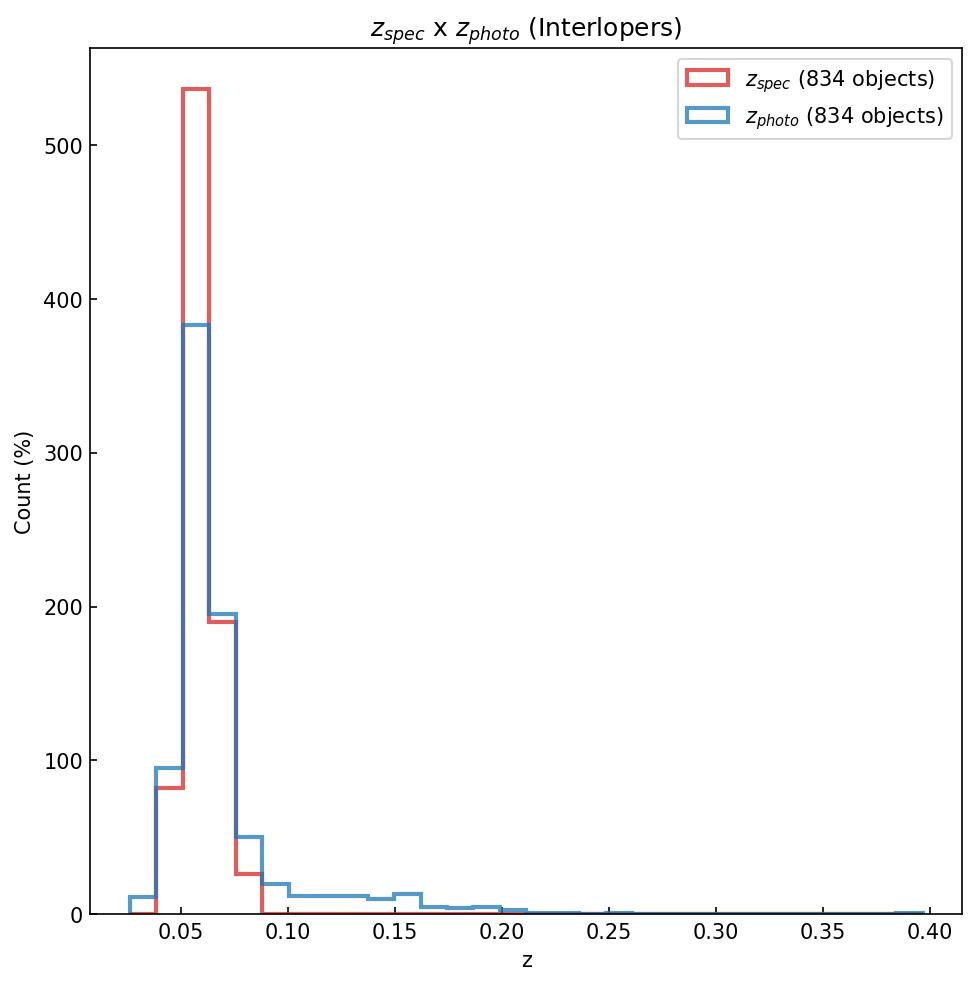 z_spec x z_photo (Interlopers)
z_spec (834 objects)
z_photo (834 objects)
Count (%)
500
400
300
200
100
0
0.05 0.10 0.15 0.20 0.25 0.30 0.35 0.40
z